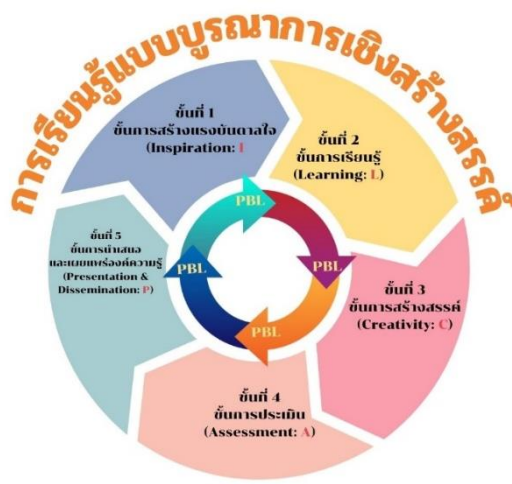 การเรียนรู้แบบบูรณาการเชิงสร้างสรรค์
ขั้นที่ 1
ขั้นการสร้างแรงบันดาลใจ
(Inspiration: I
ขั้นที่ 2
ขั้นการเรียนรู้
(Learning: L)
ขั้นที่ 3
ขั้นการสร้างสรรค์
(Creativity: C)
ขั้นที่ 4
ขั้นการประเมิน
(Assessment: A)
ขั้นที่ 5
ขั้นการนำเสนอ
และเผยแพร่องค์ความรู้
(Presentation &
Dissemination: P)
PBL
PBL
PBL
PBL